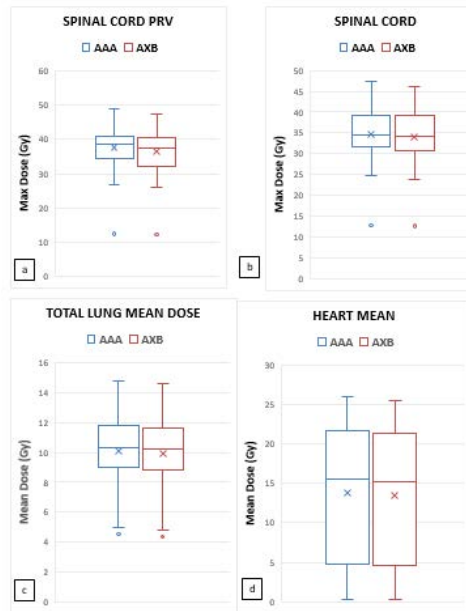 SPINAL CORD PRV
AAA AXB
Max Dose (Gy)
60
50
40
30
20
10
0
a
SPINAL CORD
AAA AXB
Max Dose (Gy)
50
45
40
35
30
25
20
15
10
5
0
b
TOTAL LUNG MEAN DOSE
AAA AXB
Mean Dose (Gy)
16
14
12
10
8
6
4
2
0
c
HEART MEAN
AAA AXB
Mean Dose (Gy)
30
25
20
15
10
5
0
d